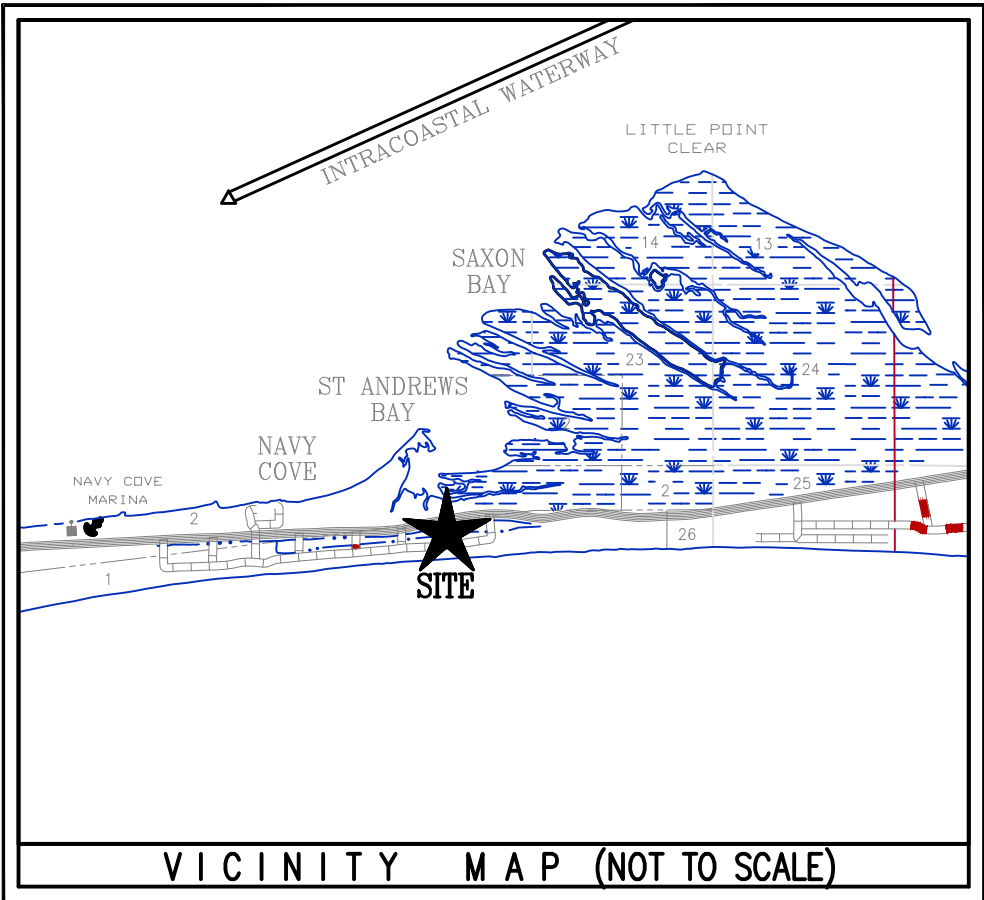 INTRACOASTAL WATERWAY
LITTLE POINT
CLEAR
14
13
SAXON
BAY
23
24
ST ANDREWS
BAY
2
NAVY
COVE
NAVY COVE
MARINA
2
2
25
26
1
SITE
VICINITY MAP (NOT TO SCALE)